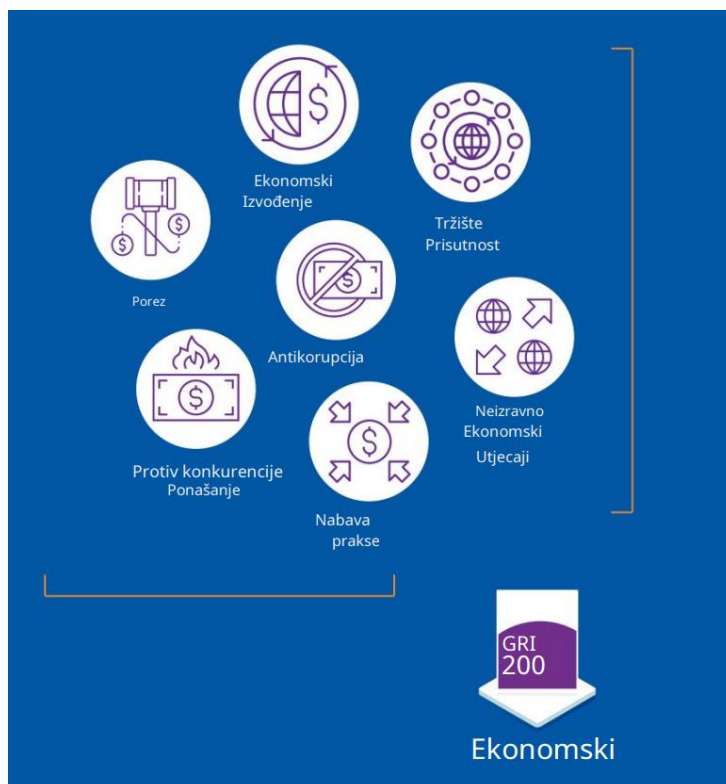 Ekonomski
Izvođenje
Tržište
Prisutnost
Porez
Antikorupcija
Neizravno
Ekonomski
Utjecaji
Protiv konkurencije
Ponašanje
Nabava
prakse
GRI
200
Ekonomski